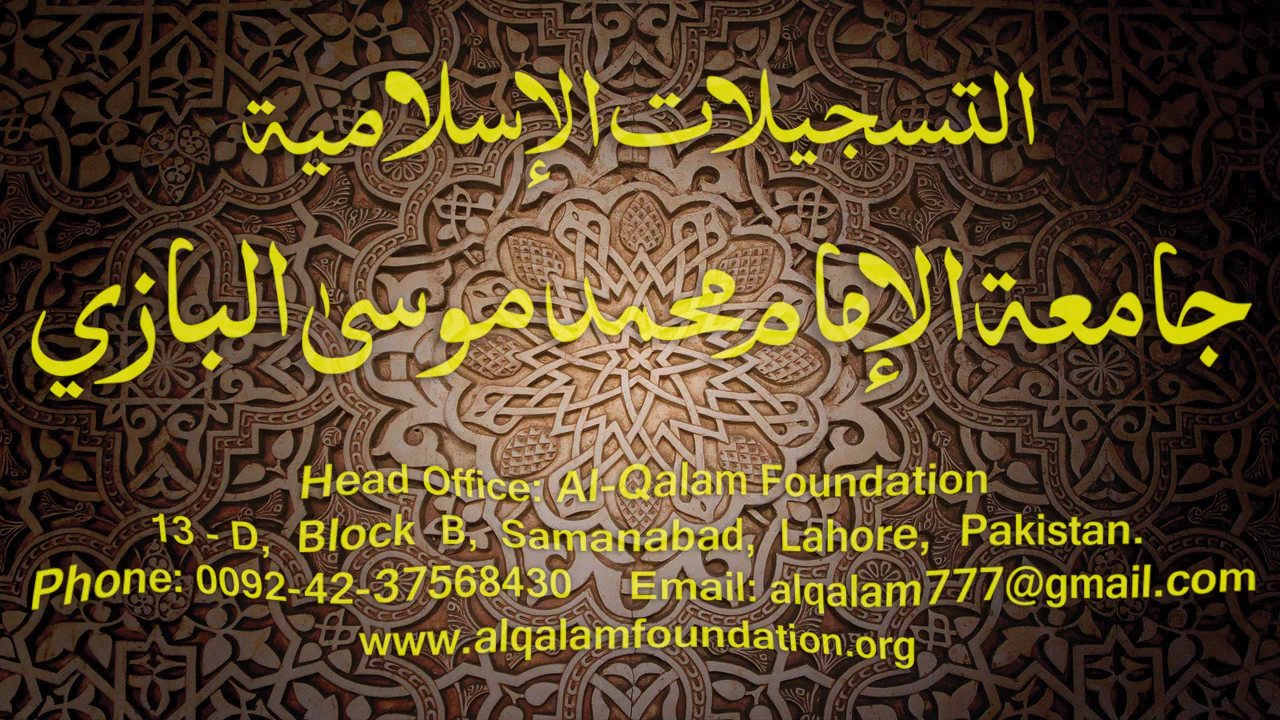 التسجيلات الإسلامية
جامعة الإمام محمد موسى البازي
Head Office: Al-Qalam Foundation
13 - D, Block B, Samanabad, Lahore, Pakistan.
Phone: 0092-42-37568430 Email: alqalam777@gmail.com
www.alqalamfoundation.org